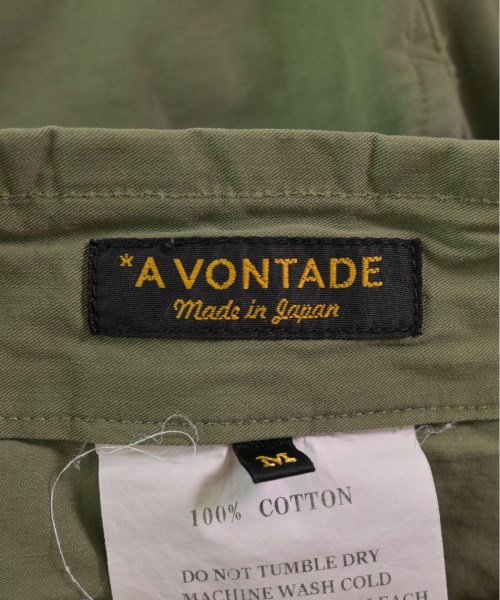 *A VONTADE
Made in Japan
M
100% COTTON
DO NOT TUMBLE DRY
MACHINE WASH COLD